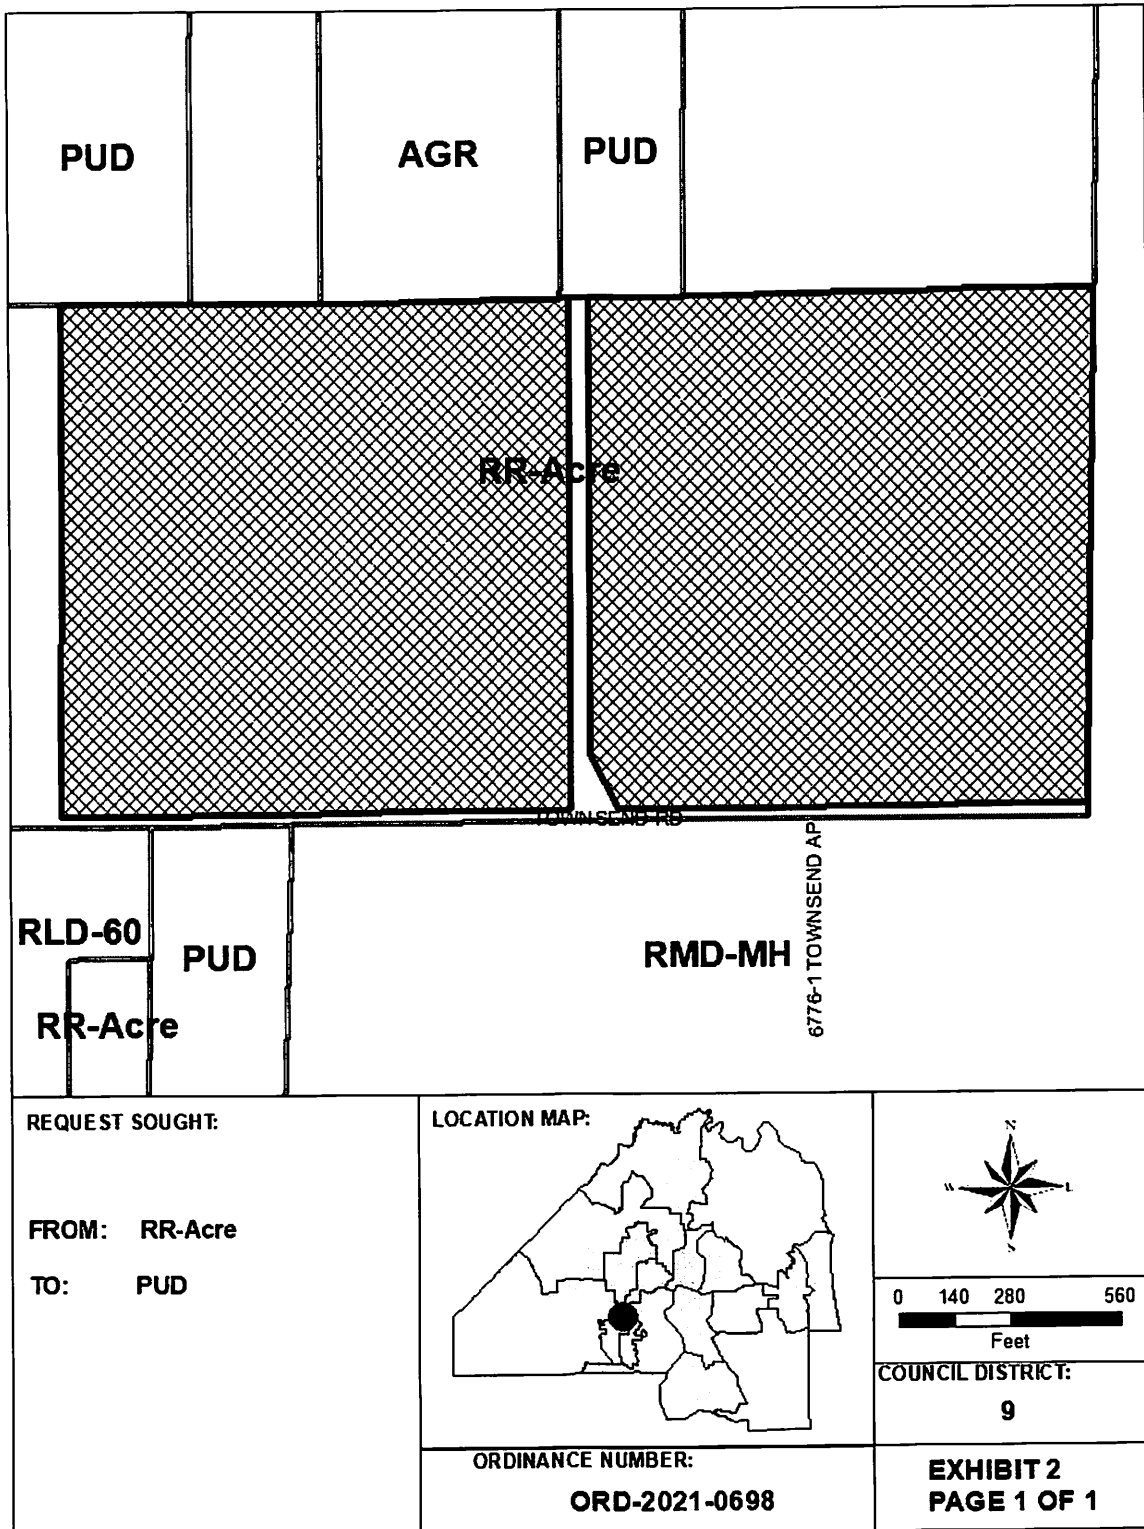 PUD
AGR
PUD
RR-Acre
TOWNSEND RD
6776-1 TOWNSEND AP
RLD-60
PUD
RMD-MH
RR-Acre
REQUEST SOUGHT:
FROM: RR-Acre
TO: PUD
LOCATION MAP:
N
W
S
0 140 280 560
Feet
COUNCIL DISTRICT:
9
ORDINANCE NUMBER:
ORD-2021-0698
EXHIBIT 2
PAGE 1 OF 1